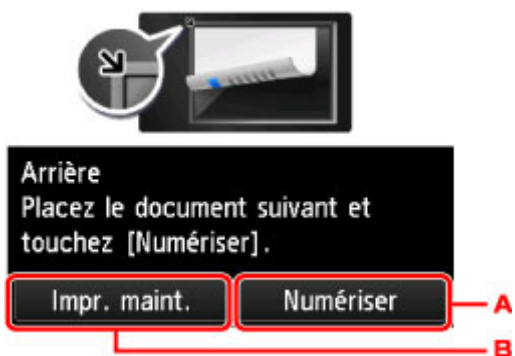 Arrière
Placez le document suivant et
touchez [Numériser].
Impr. maint.
Numériser
A
B